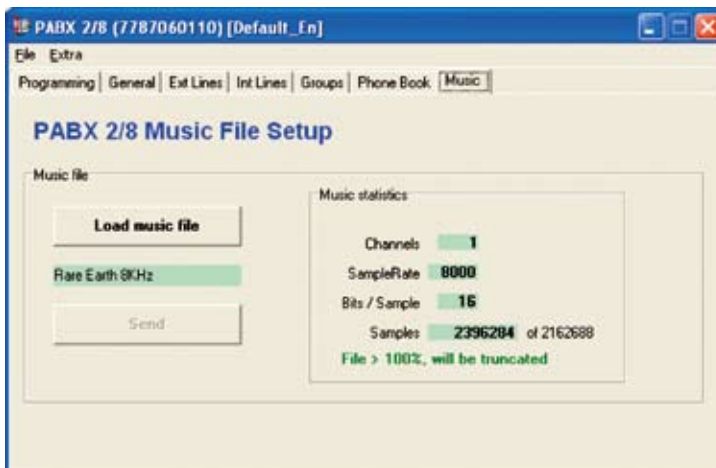 PABX 2/8 (7787060110) [Default_En]
File Extra
Programming General Ext Lines Int Lines Groups Phone Book Music
PABX 2/8 Music File Setup
Music file
Load music file
Rare Earth 8KHz
Send
Music statistics
Channels 1
SampleRate 8000
Bits / Sample 16
Samples 2396284 of 2162688
File > 100%, will be truncated